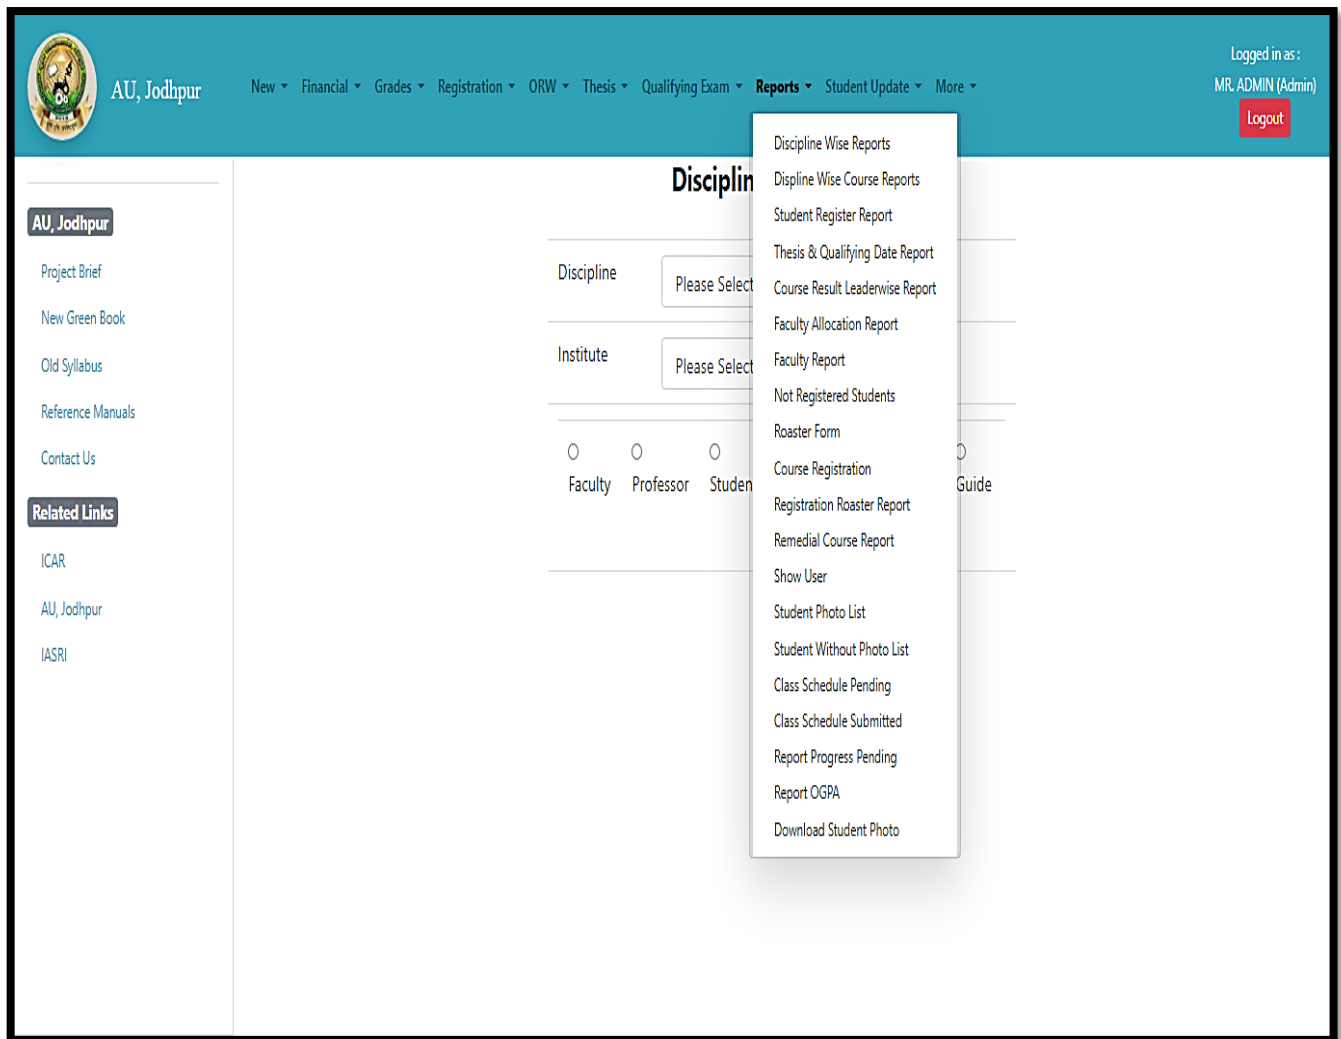 AU, Jodhpur
New Financial Grades Registration ORW Thesis Qualifying Exam Reports Student Update More
Logged in as :
MR. ADMIN (Admin)
Logout
AU, Jodhpur
Project Brief
New Green Book
Old Syllabus
Reference Manuals
Contact Us
Related Links
ICAR
AU, Jodhpur
IASRI
Disciplin
Discipline
Please Select
Institute
Please Select
Faculty Professor Studen Guide
Discipline Wise Reports
Displine Wise Course Reports
Student Register Report
Thesis & Qualifying Date Report
Course Result Leaderwise Report
Faculty Allocation Report
Faculty Report
Not Registered Students
Roaster Form
Course Registration
Registration Roaster Report
Remedial Course Report
Show User
Student Photo List
Student Without Photo List
Class Schedule Pending
Class Schedule Submitted
Report Progress Pending
Report OGPA
Download Student Photo